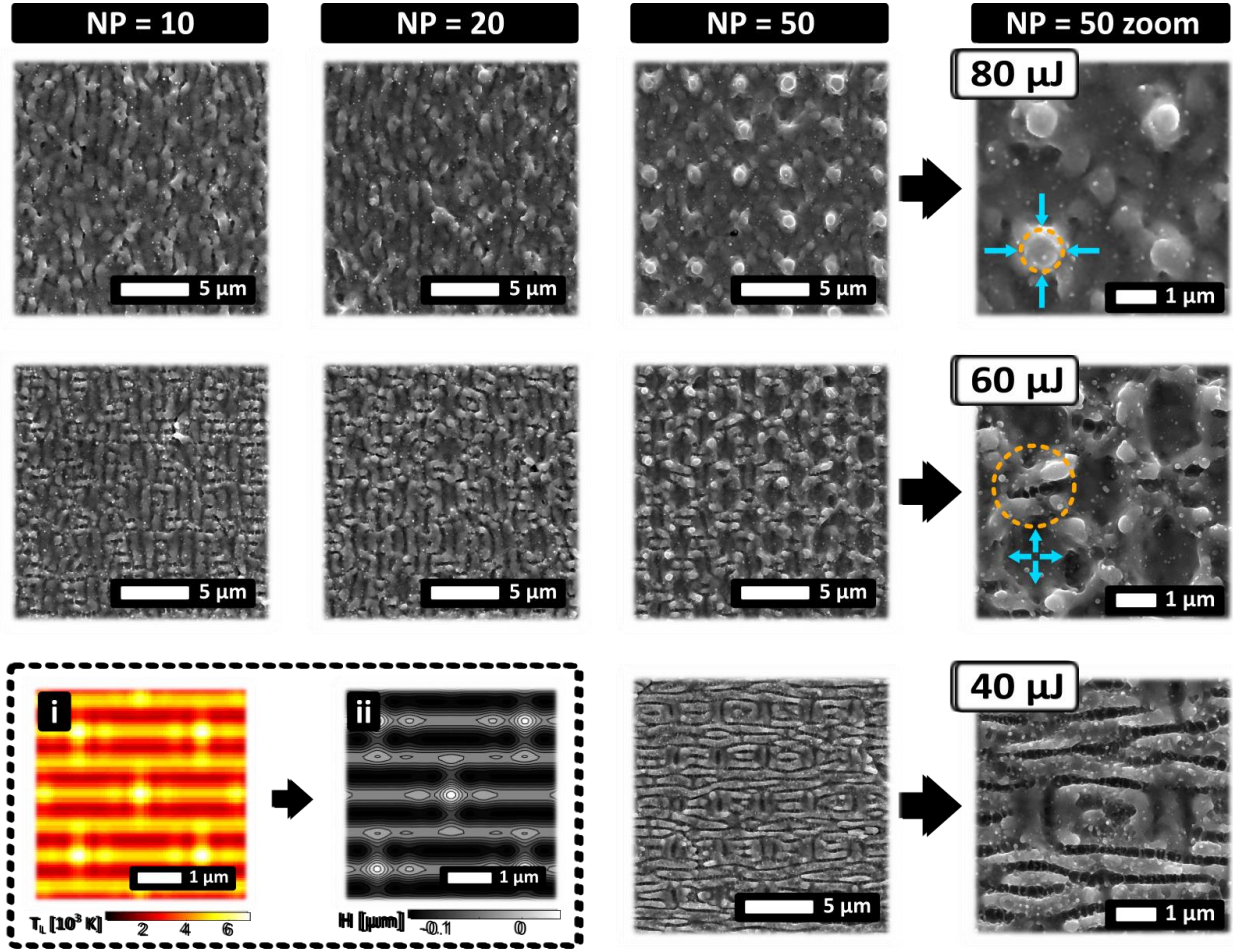 NP = 10
NP = 20
NP = 50
NP = 50 zoom
80 µJ
5 µm
5 µm
5 µm
1 µm
60 µJ
5 µm
5 µm
5 µm
1 µm
i
ii
40 µJ
1 µm
1 µm
5 µm
1 µm
T_L [10³ K] 2 4 6
H [µm] -0.1 0